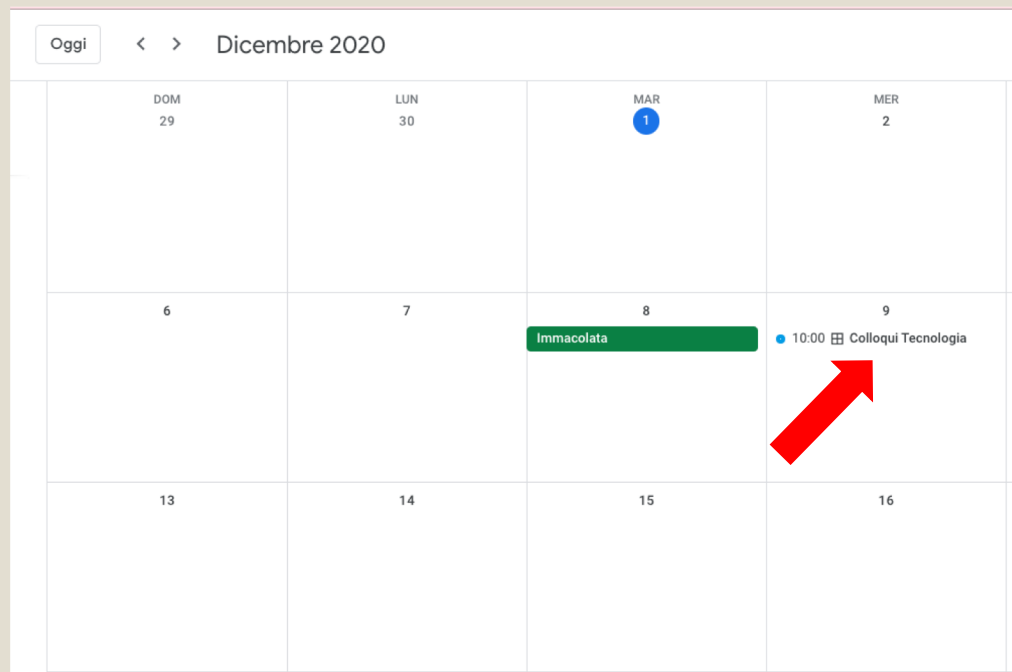 Oggi < > Dicembre 2020
DOM LUN MAR MER
29 30 1 2
6 7 8 9
Immacolata 10:00 Colloqui Tecnologia
13 14 15 16